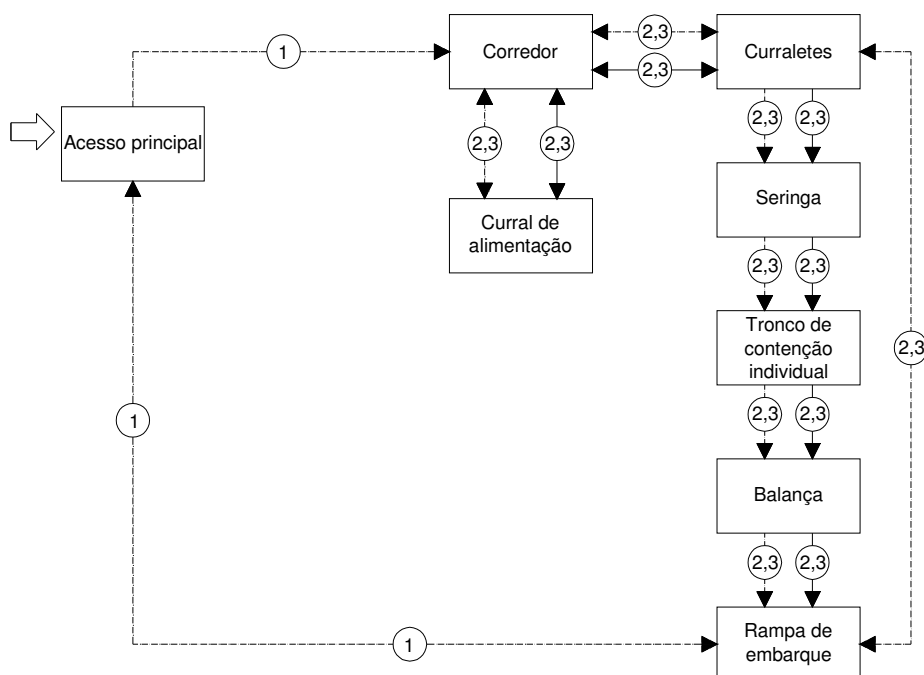 1
Corredor
2,3
2,3
Curraletes
Acesso principal
2,3
2,3
2,3
2,3
Curral de
alimentação
Seringa
2,3
2,3
Tronco de
contenção
individual
2,3
1
2,3
2,3
Balança
2,3
2,3
1
Rampa de
embarque